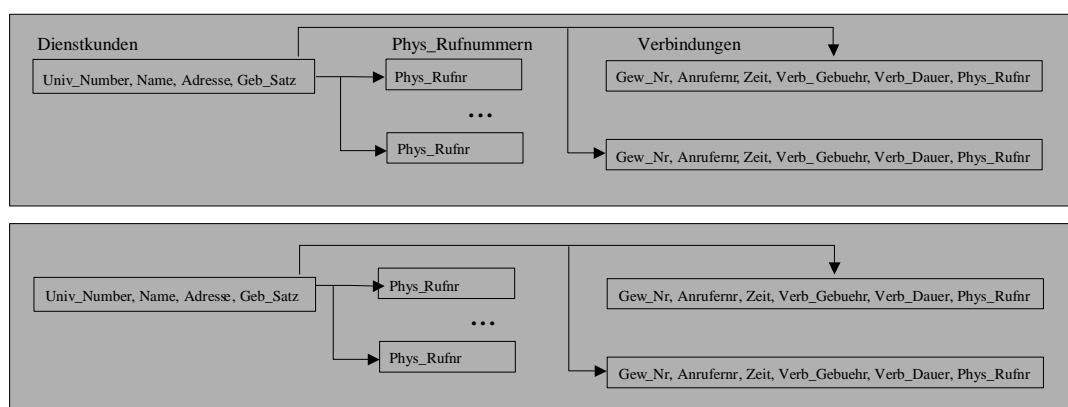 Dienstkunden Phys_Rufnummern Verbindungen
Univ_Number, Name, Adresse, Geb_Satz Phys_Rufnr Gew_Nr, Anrufernr, Zeit, Verb_Gebuehr, Verb_Dauer, Phys_Rufnr
...
Phys_Rufnr Gew_Nr, Anrufernr, Zeit, Verb_Gebuehr, Verb_Dauer, Phys_Rufnr
Univ_Number, Name, Adresse, Geb_Satz Phys_Rufnr Gew_Nr, Anrufernr, Zeit, Verb_Gebuehr, Verb_Dauer, Phys_Rufnr
...
Phys_Rufnr Gew_Nr, Anrufernr, Zeit, Verb_Gebuehr, Verb_Dauer, Phys_Rufnr